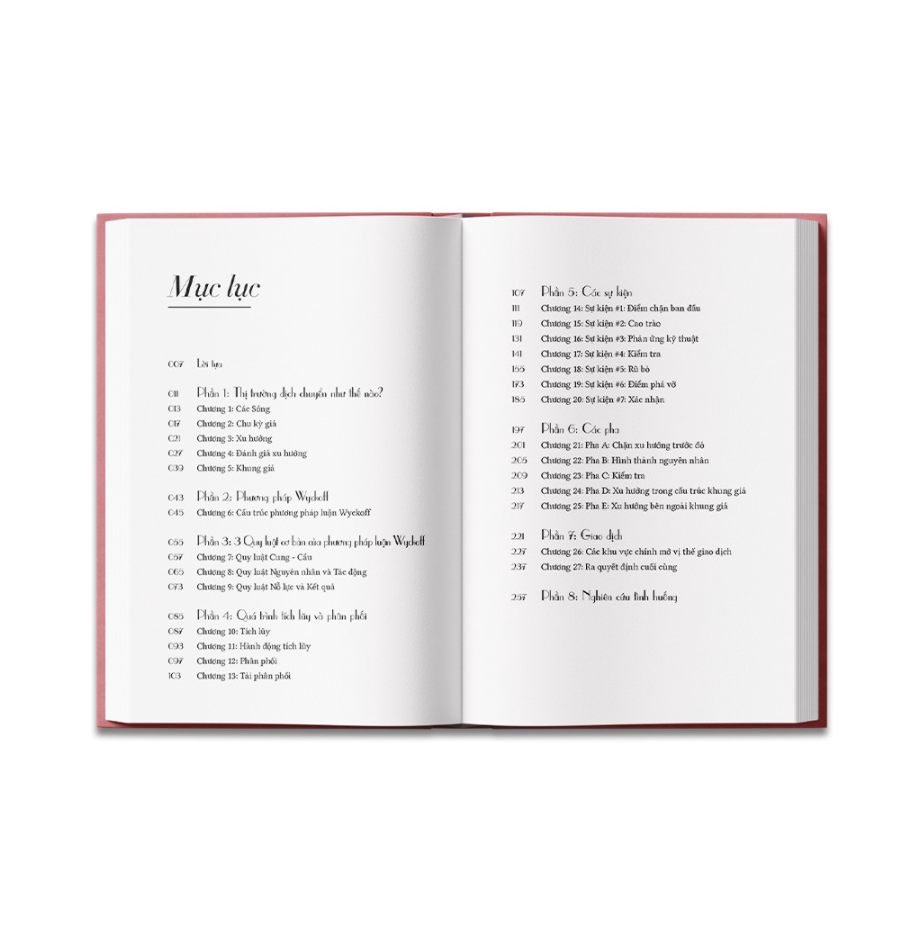 Mục lục
007 Lời tựa
011 Phần 1: Thị trường dịch chuyển như thế nào?
013 Chương 1: Các Sóng
017 Chương 2: Chu kỳ giá
021 Chương 3: Xu hướng
027 Chương 4: Đánh giá xu hướng
039 Chương 5: Khung giá
043 Phần 2: Phương pháp Wyckoff
045 Chương 6: Cấu trúc phương pháp luận Wyckoff
055 Phần 3: 3 Quy luật cơ bản của phương pháp luận Wyckoff
057 Chương 7: Quy luật Cung - Cầu
065 Chương 8: Quy luật Nguyên nhân và Tác động
073 Chương 9: Quy luật Nỗ lực và Kết quả
085 Phần 4: Quá trình tích lũy và phân phối
087 Chương 10: Tích lũy
093 Chương 11: Hành động tích lũy
097 Chương 12: Phân phối
103 Chương 13: Tái phân phối
107 Phần 5: Các sự kiện
111 Chương 14: Sự kiện #1: Điểm chặn ban đầu
119 Chương 15: Sự kiện #2: Cao trào
131 Chương 16: Sự kiện #3: Phản ứng kỹ thuật
141 Chương 17: Sự kiện #4: Kiểm tra
155 Chương 18: Sự kiện #5: Rũ bỏ
173 Chương 19: Sự kiện #6: Điểm phá vỡ
185 Chương 20: Sự kiện #7: Xác nhận
197 Phần 6: Các pha
201 Chương 21: Pha A: Chặn xu hướng trước đó
205 Chương 22: Pha B: Hình thành nguyên nhân
209 Chương 23: Pha C: Kiểm tra
213 Chương 24: Pha D: Xu hướng trong cấu trúc khung giá
217 Chương 25: Pha E: Xu hướng bên ngoài khung giá
221 Phần 7: Giao dịch
227 Chương 26: Các khu vực chính mở vị thế giao dịch
237 Chương 27: Ra quyết định cuối cùng
257 Phần 8: Nghiên cứu tình huống